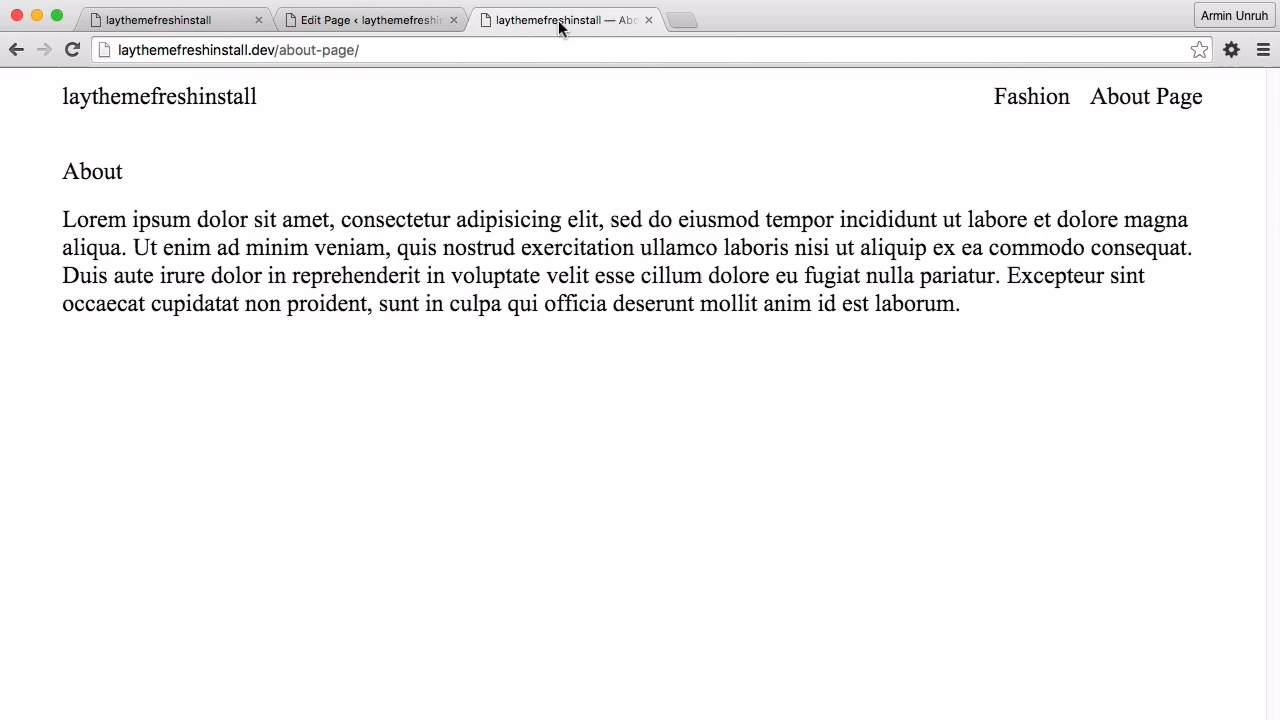 laythemefreshinstall
Edit Page ‹ laythemefreshin
laythemefreshinstall — Abo
Armin Unruh
laythemefreshinstall.dev/about-page/
laythemefreshinstall
Fashion About Page
About
Lorem ipsum dolor sit amet, consectetur adipisicing elit, sed do eiusmod tempor incididunt ut labore et dolore magna
aliqua. Ut enim ad minim veniam, quis nostrud exercitation ullamco laboris nisi ut aliquip ex ea commodo consequat.
Duis aute irure dolor in reprehenderit in voluptate velit esse cillum dolore eu fugiat nulla pariatur. Excepteur sint
occaecat cupidatat non proident, sunt in culpa qui officia deserunt mollit anim id est laborum.